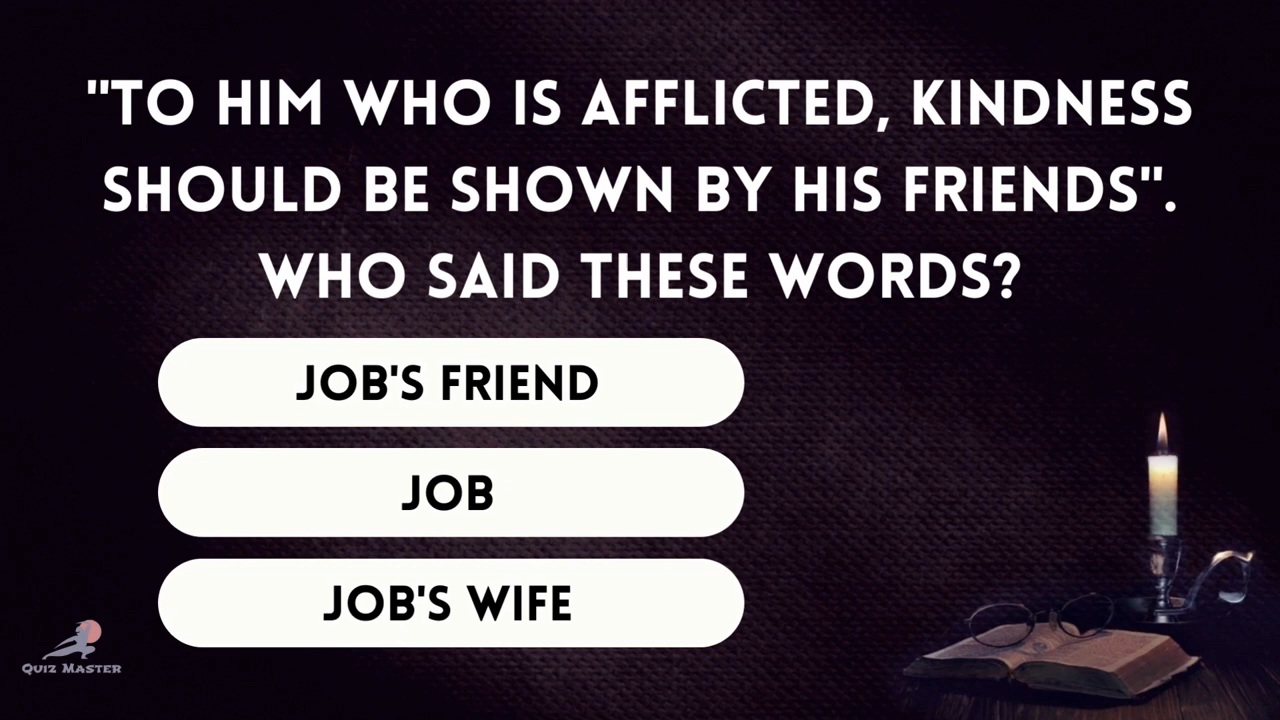 "TO HIM WHO IS AFFLICTED, KINDNESS
SHOULD BE SHOWN BY HIS FRIENDS".
WHO SAID THESE WORDS?
JOB'S FRIEND
JOB
JOB'S WIFE
QUIZ MASTER